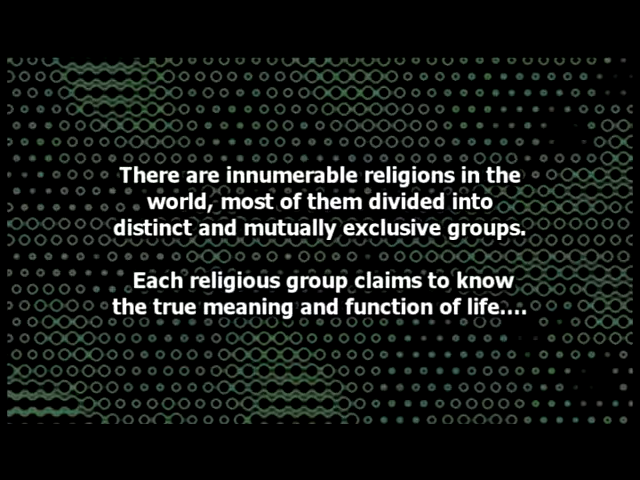 There are innumerable religions in the
world, most of them divided into
distinct and mutually exclusive groups.
Each religious group claims to know
the true meaning and function of life....